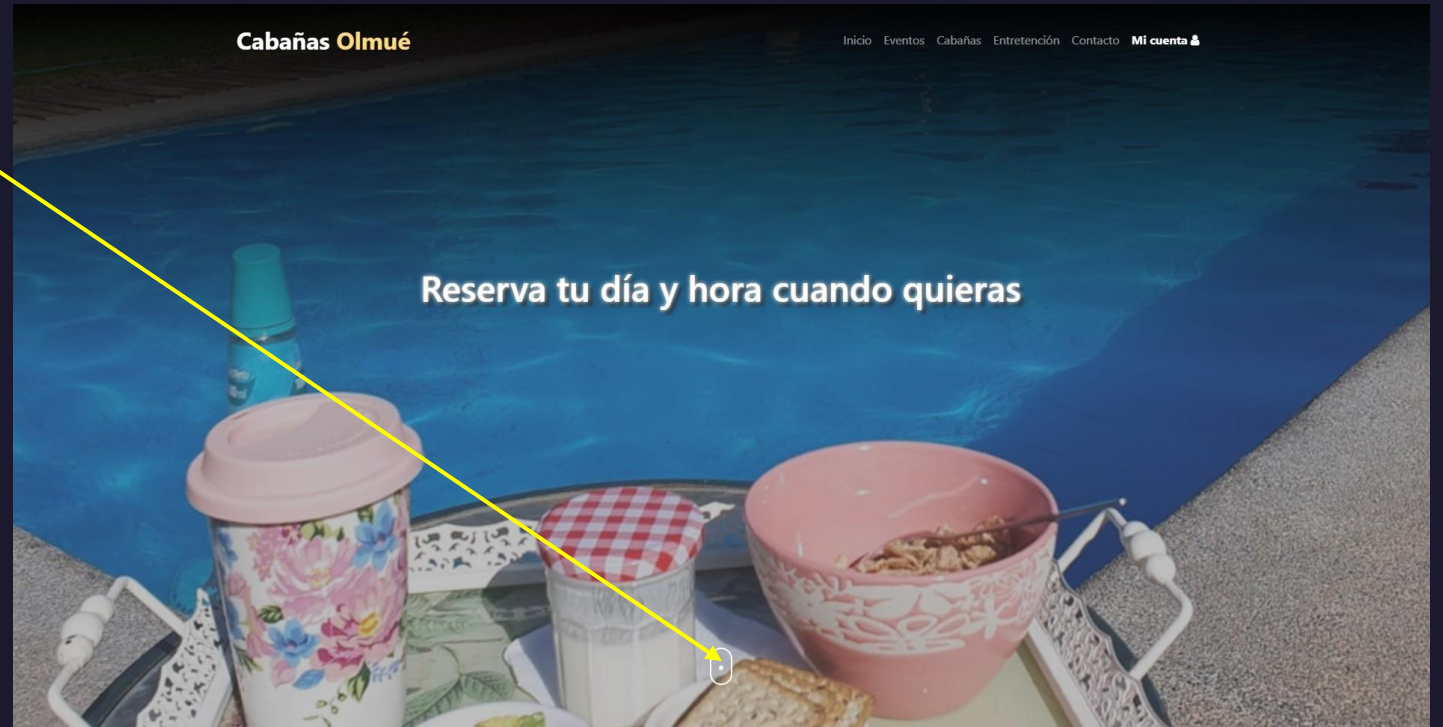 Cabañas Olmué
Inicio Eventos Cabañas Entretención Contacto Mi cuenta
Reserva tu día y hora cuando quieras